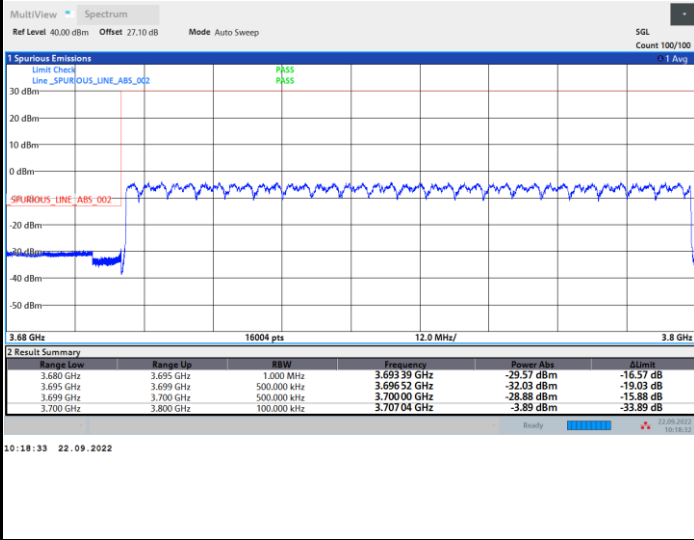 MultiView Spectrum
Ref Level 40.00 dBm Offset 27.10 dB Mode Auto Sweep SGL
Count 100/100
1 Spurious Emissions 1 Avg
Limit Check PASS
Line _SPURIOUS_LINE_ABS_002 PASS
30 dBm
20 dBm
10 dBm
0 dBm
_SPURIOUS_LINE_ABS_002
-20 dBm
-30 dBm
-40 dBm
-50 dBm
3.68 GHz 16004 pts 12.0 MHz/ 3.8 GHz
2 Result Summary
Range Low Range Up RBW Frequency Power Abs ΔLimit
3.680 GHz 3.695 GHz 1.000 MHz 3.693 39 GHz -29.57 dBm -16.57 dB
3.695 GHz 3.699 GHz 500.000 kHz 3.696 52 GHz -32.03 dBm -19.03 dB
3.699 GHz 3.700 GHz 500.000 kHz 3.700 00 GHz -28.88 dBm -15.88 dB
3.700 GHz 3.800 GHz 100.000 kHz 3.707 04 GHz -3.89 dBm -33.89 dB
Ready 22.09.2022
10:18:32
10:18:33 22.09.2022